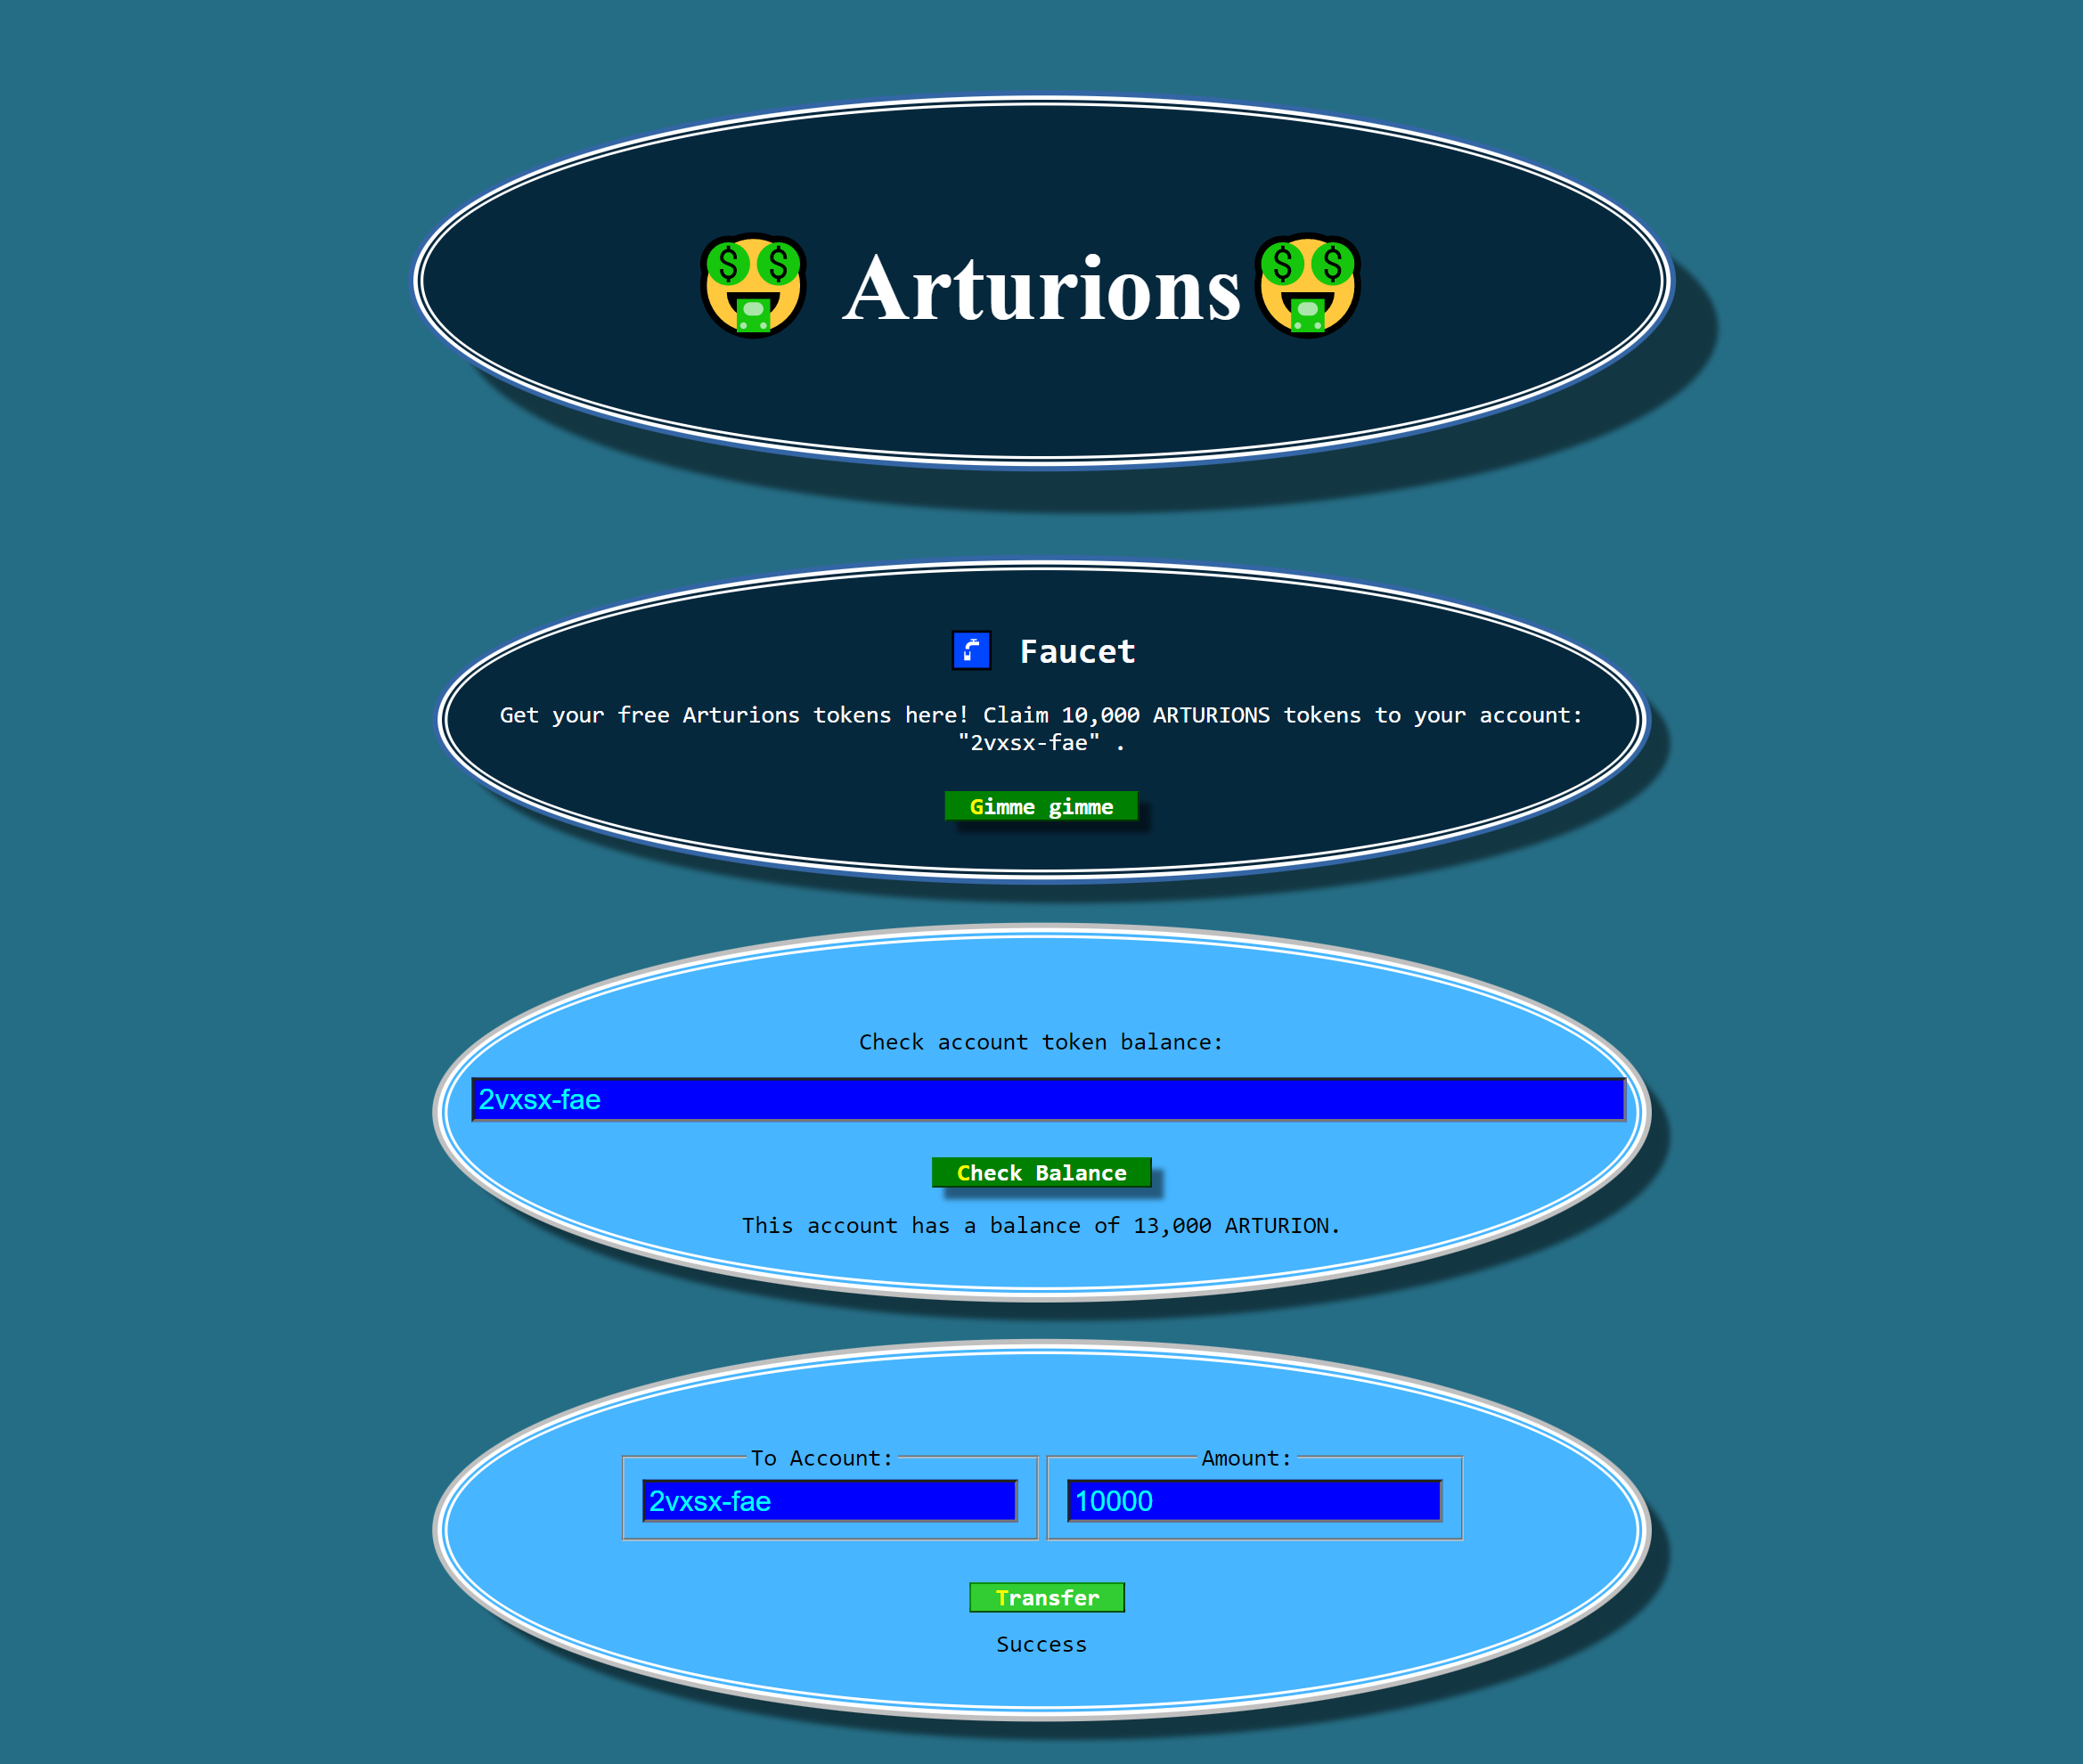 Arturions
Faucet
Get your free Arturions tokens here! Claim 10,000 ARTURIONS tokens to your account:
"2vxsx-fae" .
Gimme gimme
Check account token balance:
2vxsx-fae
Check Balance
This account has a balance of 13,000 ARTURION.
To Account:
2vxsx-fae
Amount:
10000
Transfer
Success